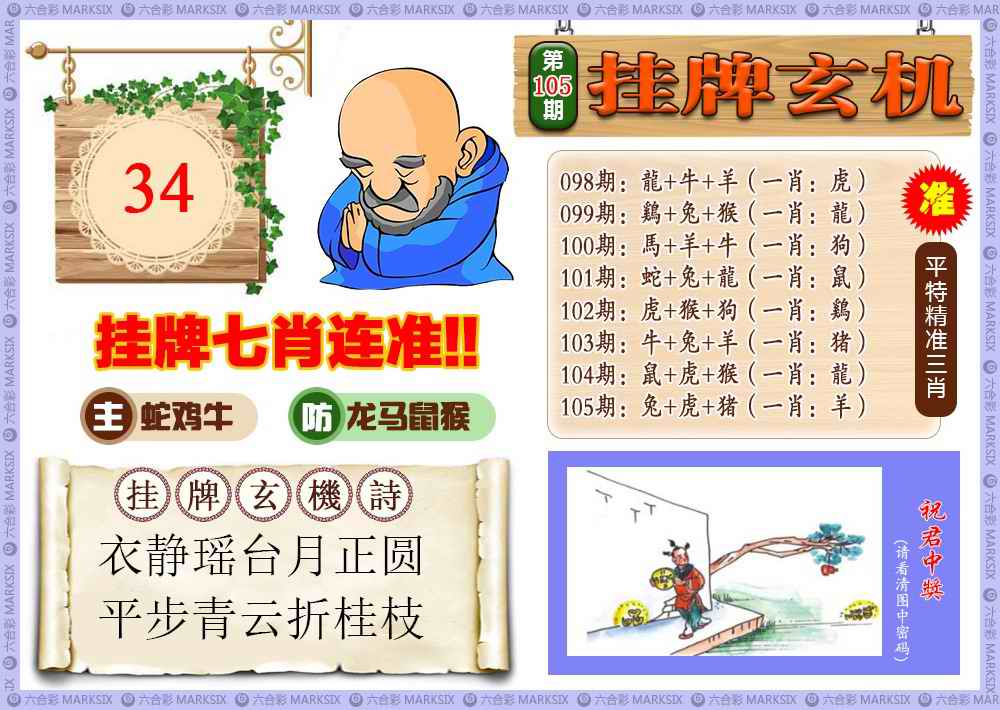 六合彩 MARKSIX
第
105
期
挂牌玄机
34
098期：龍+牛+羊（一肖：虎）
099期：鷄+兔+猴（一肖：龍）
100期：馬+羊+牛（一肖：狗）
101期：蛇+兔+龍（一肖：鼠）
102期：虎+猴+狗（一肖：鷄）
103期：牛+兔+羊（一肖：猪）
104期：鼠+虎+猴（一肖：龍）
105期：兔+虎+猪（一肖：羊）
准
平特精准三肖
挂牌七肖连准!!
主 蛇鸡牛
防 龙马鼠猴
挂牌玄機詩
衣静瑶台月正圆
平步青云折桂枝
祝君中獎
(请看清图中密码)